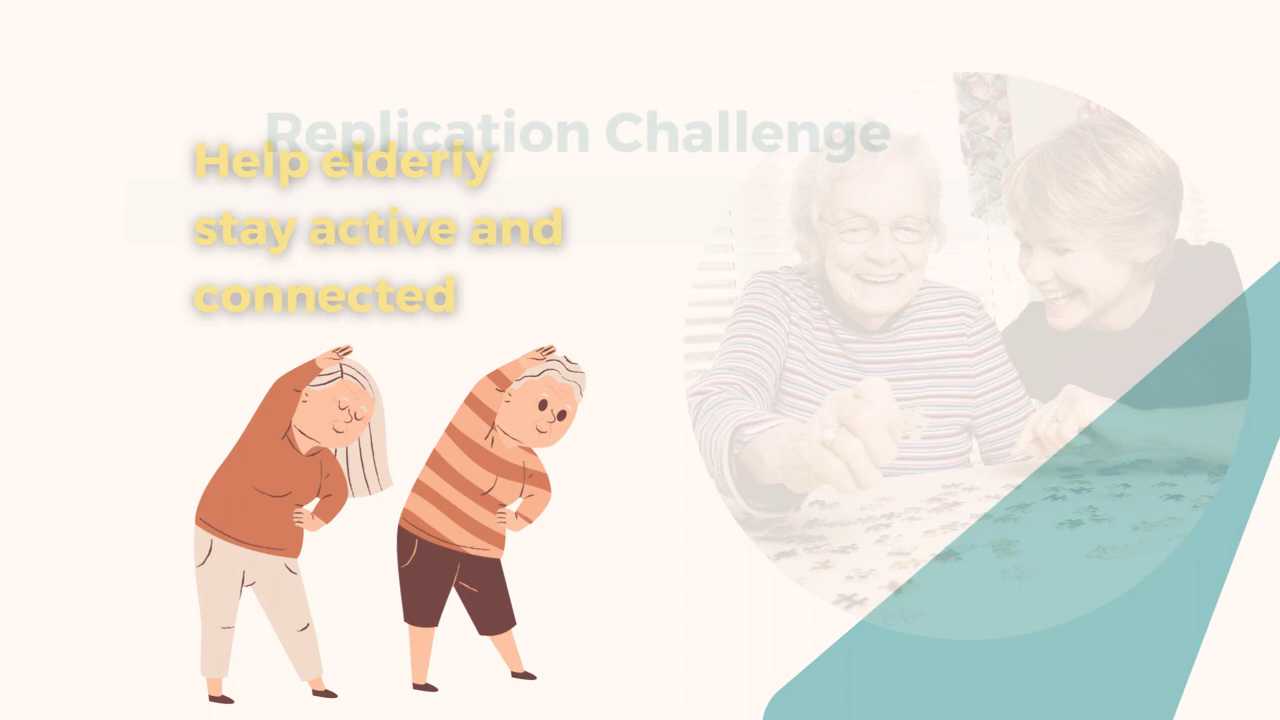 Replication Challenge
Help elderly
stay active and
connected